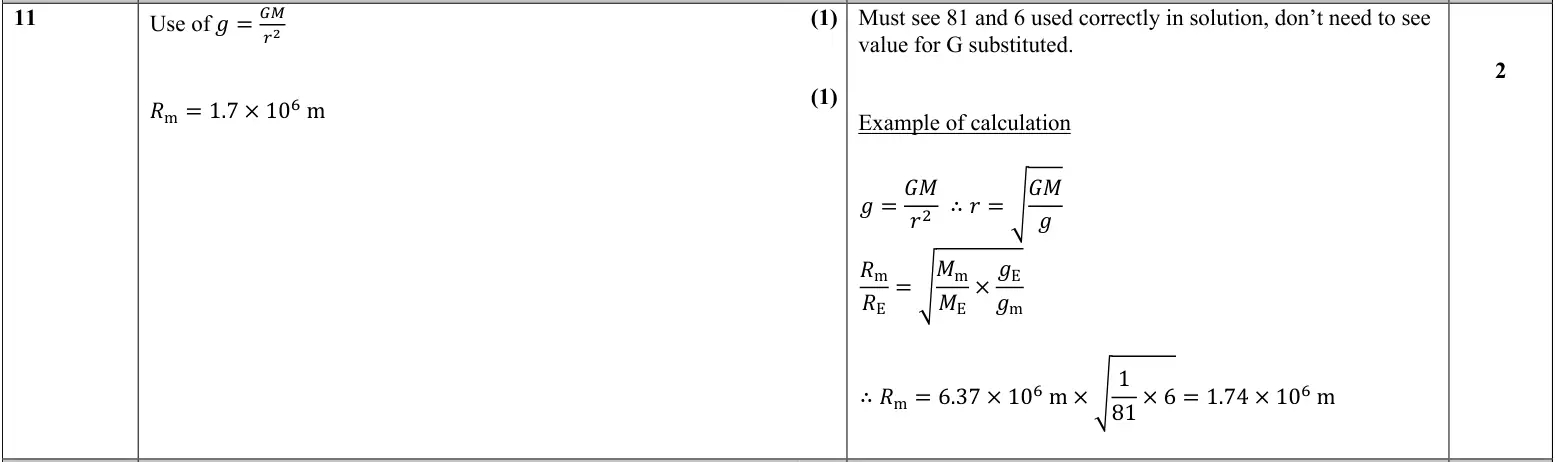 11
Use of g = GM/r² (1)
R_m = 1.7 × 10⁶ m (1)
Must see 81 and 6 used correctly in solution, don’t need to see
value for G substituted.
Example of calculation
g = GM/r² ∴ r = √(GM/g)
R_m/R_E = √(M_m/M_E × g_E/g_m)
∴ R_m = 6.37 × 10⁶ m × √(1/81 × 6) = 1.74 × 10⁶ m
2